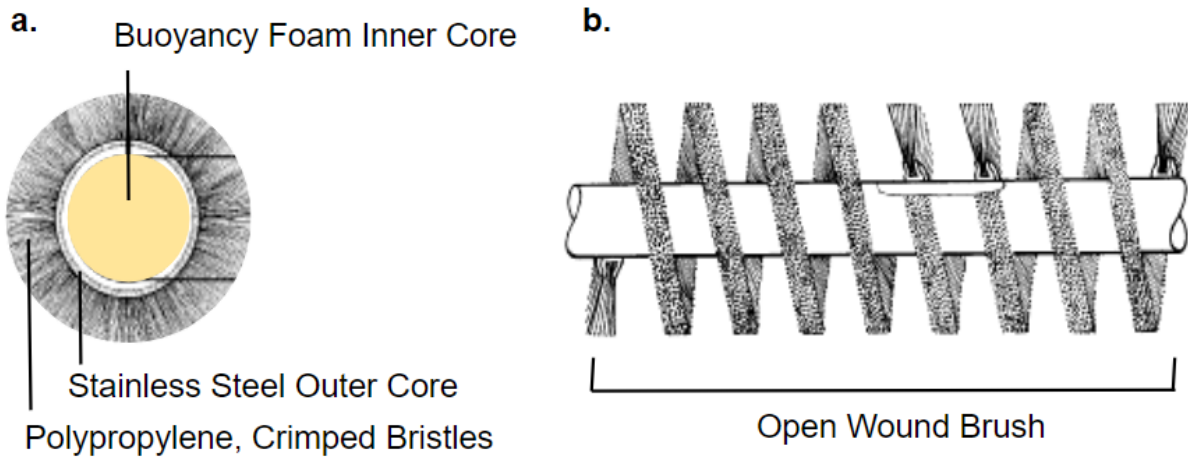 a.
Buoyancy Foam Inner Core
Stainless Steel Outer Core
Polypropylene, Crimped Bristles
b.
Open Wound Brush